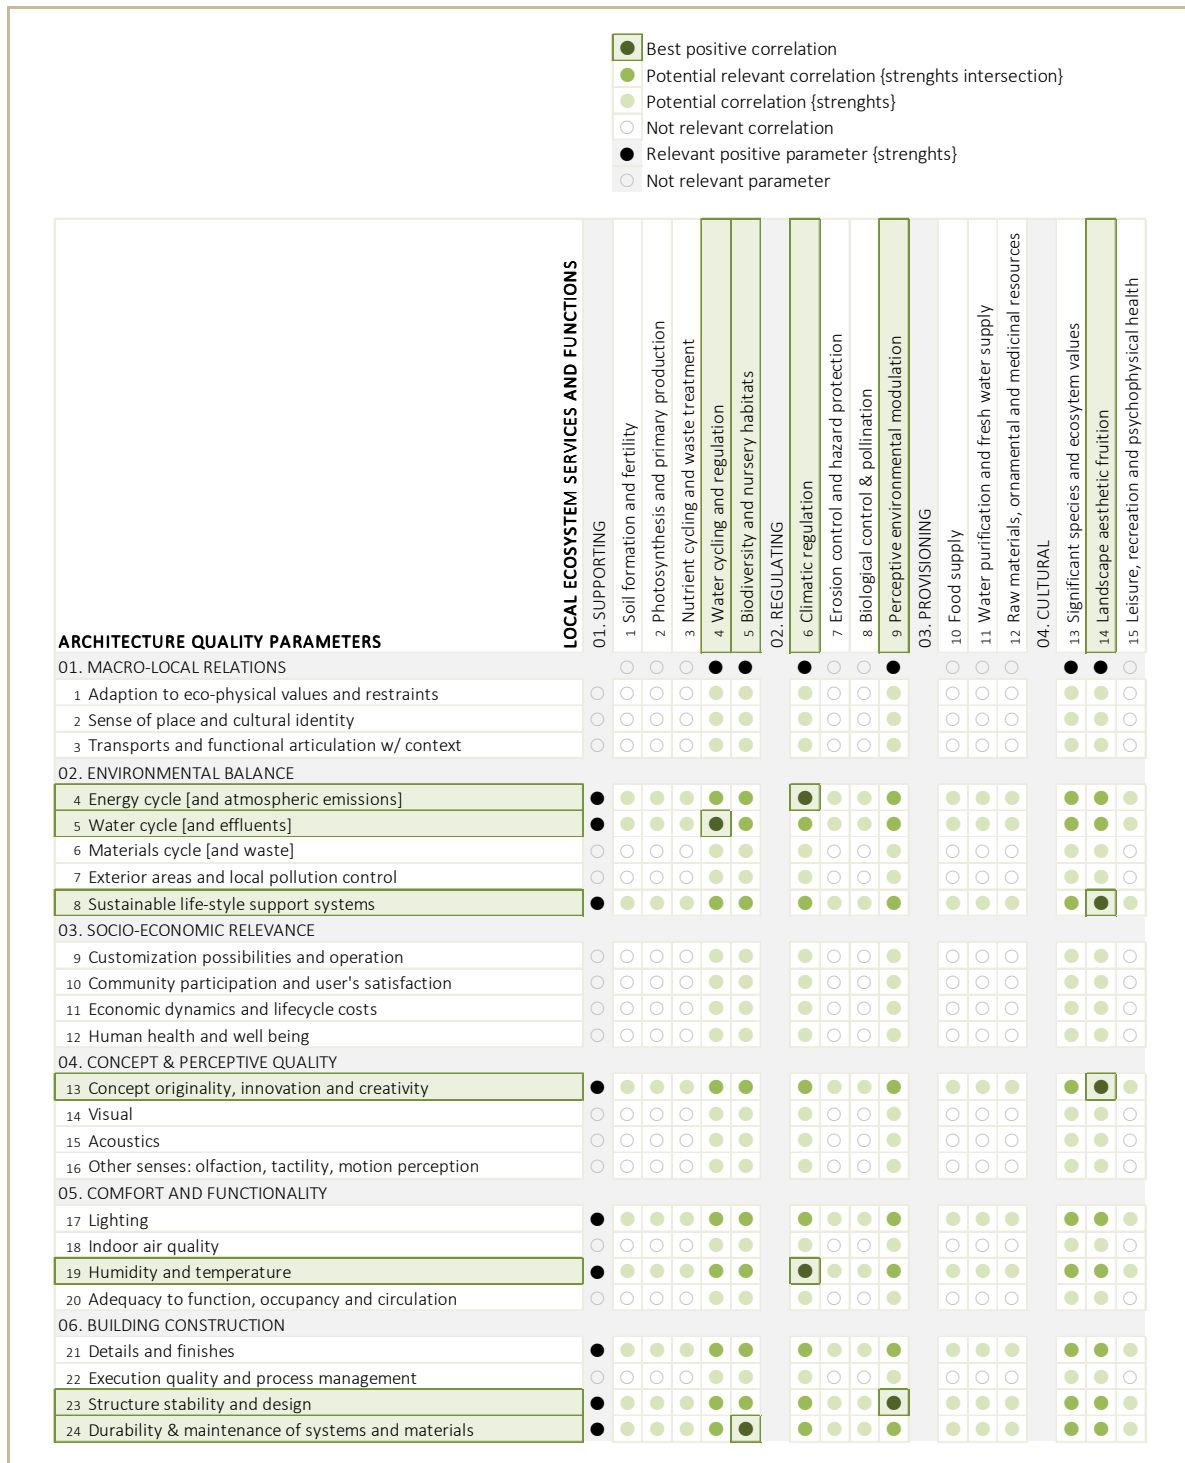 Best positive correlation
Potential relevant correlation {strenghts intersection}
Potential correlation {strenghts}
Not relevant correlation
Relevant positive parameter {strenghts}
Not relevant parameter
LOCAL ECOSYSTEM SERVICES AND FUNCTIONS
01. SUPPORTING
1 Soil formation and fertility
2 Photosynthesis and primary production
3 Nutrient cycling and waste treatment
4 Water cycling and regulation
5 Biodiversity and nursery habitats
02. REGULATING
6 Climatic regulation
7 Erosion control and hazard protection
8 Biological control & pollination
9 Perceptive environmental modulation
03. PROVISIONING
10 Food supply
11 Water purification and fresh water supply
12 Raw materials, ornamental and medicinal resources
04. CULTURAL
13 Significant species and ecosytem values
14 Landscape aesthetic fruition
15 Leisure, recreation and psychophysical health
ARCHITECTURE QUALITY PARAMETERS
01. MACRO-LOCAL RELATIONS
1 Adaption to eco-physical values and restraints
2 Sense of place and cultural identity
3 Transports and functional articulation w/ context
02. ENVIRONMENTAL BALANCE
4 Energy cycle [and atmospheric emissions]
5 Water cycle [and effluents]
6 Materials cycle [and waste]
7 Exterior areas and local pollution control
8 Sustainable life-style support systems
03. SOCIO-ECONOMIC RELEVANCE
9 Customization possibilities and operation
10 Community participation and user's satisfaction
11 Economic dynamics and lifecycle costs
12 Human health and well being
04. CONCEPT & PERCEPTIVE QUALITY
13 Concept originality, innovation and creativity
14 Visual
15 Acoustics
16 Other senses: olfaction, tactility, motion perception
05. COMFORT AND FUNCTIONALITY
17 Lighting
18 Indoor air quality
19 Humidity and temperature
20 Adequacy to function, occupancy and circulation
06. BUILDING CONSTRUCTION
21 Details and finishes
22 Execution quality and process management
23 Structure stability and design
24 Durability & maintenance of systems and materials